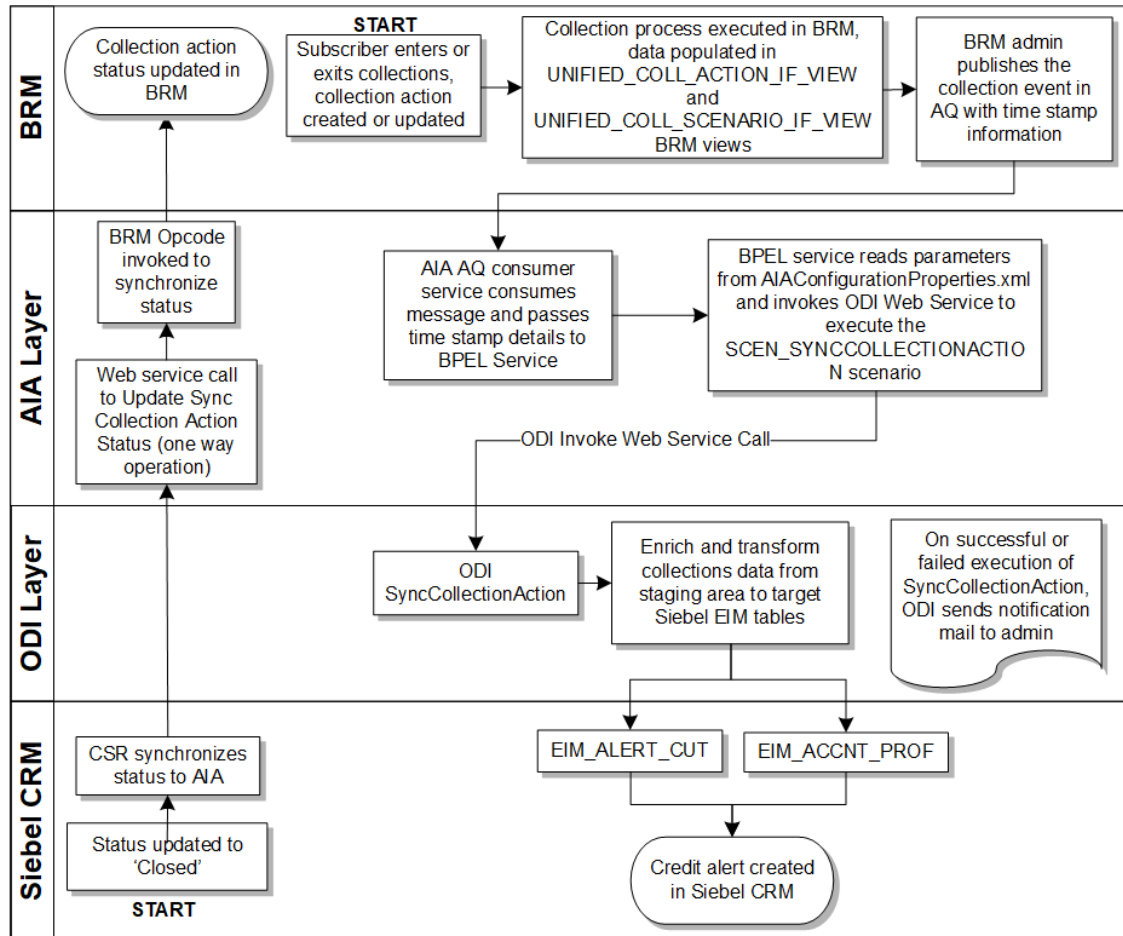 BRM
Collection action
status updated in
BRM
START
Subscriber enters or
exits collections,
collection action
created or updated
Collection process executed in BRM,
data populated in
UNIFIED_COLL_ACTION_IF_VIEW
and
UNIFIED_COLL_SCENARIO_IF_VIEW
BRM views
BRM admin
publishes the
collection event in
AQ with time stamp
information
AIA Layer
BRM Opcode
invoked to
synchronize
status
Web service call
to Update Sync
Collection Action
Status (one way
operation)
AIA AQ consumer
service consumes
message and passes
time stamp details to
BPEL Service
BPEL service reads parameters
from AIAConfigurationProperties.xml
and invokes ODI Web Service to
execute the
SCEN_SYNCCOLLECTIONACTIO
N scenario
ODI Invoke Web Service Call
ODI Layer
ODI
SyncCollectionAction
Enrich and transform
collections data from
staging area to target
Siebel EIM tables
On successful or
failed execution of
SyncCollectionAction,
ODI sends notification
mail to admin
Siebel CRM
CSR synchronizes
status to AIA
Status updated to
‘Closed’
START
EIM_ALERT_CUT
EIM_ACCNT_PROF
Credit alert created
in Siebel CRM